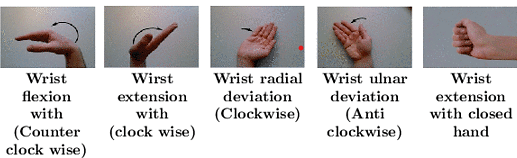 Wrist
flexion
with
(Counter
clock wise)
Wirst
extension
with
(clock wise)
Wrist radial
deviation
(Clockwise)
Wrist ulnar
deviation
(Anti
clockwise)
Wrist
extension
with closed
hand